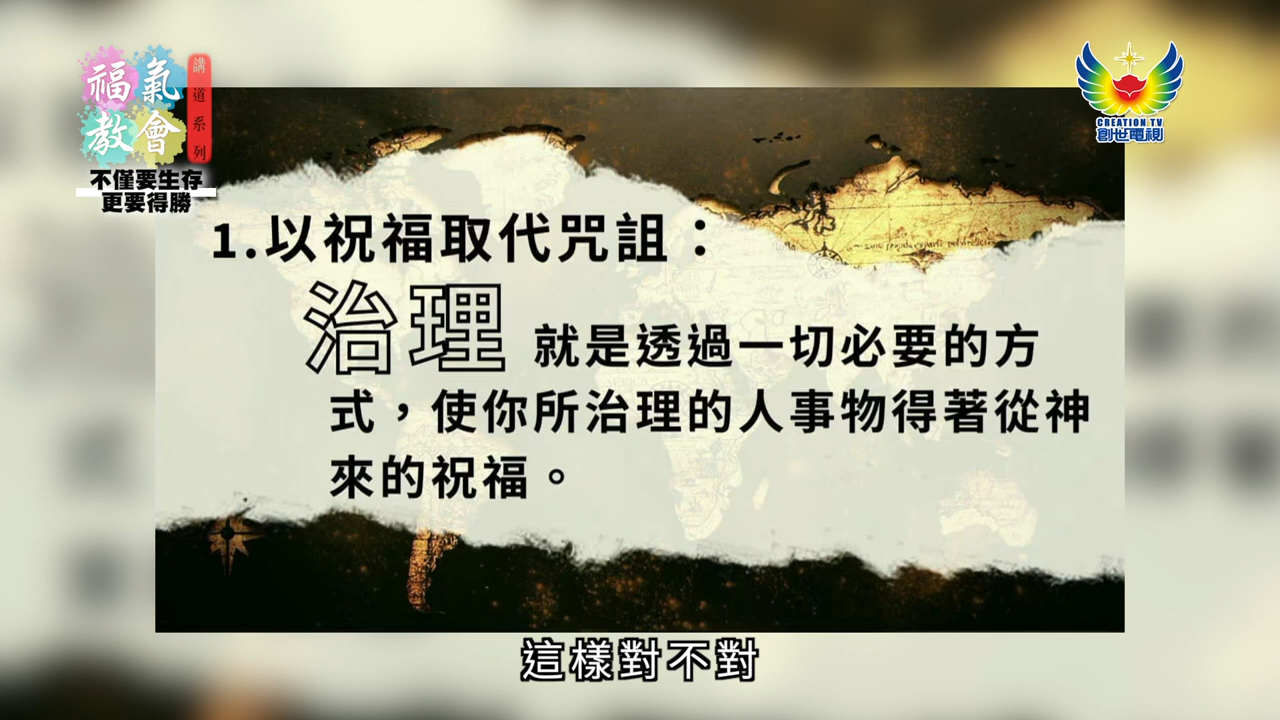 福氣
教會
講道系列
不僅要生存
更要得勝
CREATION TV
創世電視
1.以祝福取代咒詛：
治理 就是透過一切必要的方
式，使你所治理的人事物得著從神
來的祝福。
這樣對不對